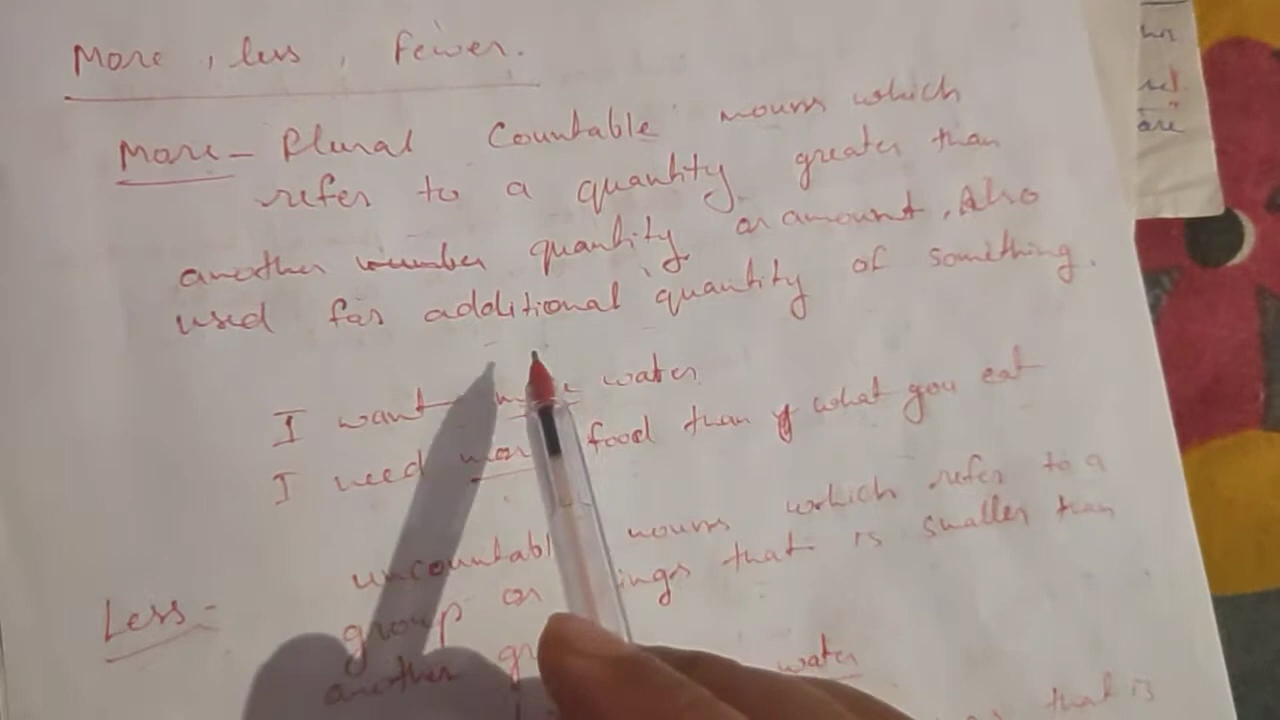 More , less , Fewer.
More - Plural Countable nouns which
refer to a quantity greater than
another number quantity or amount. Also
used for additional quantity of something.
I want water
I need more food than what you eat
Less - nouns which refer to a
group or that is smaller than
another
water
that is
are